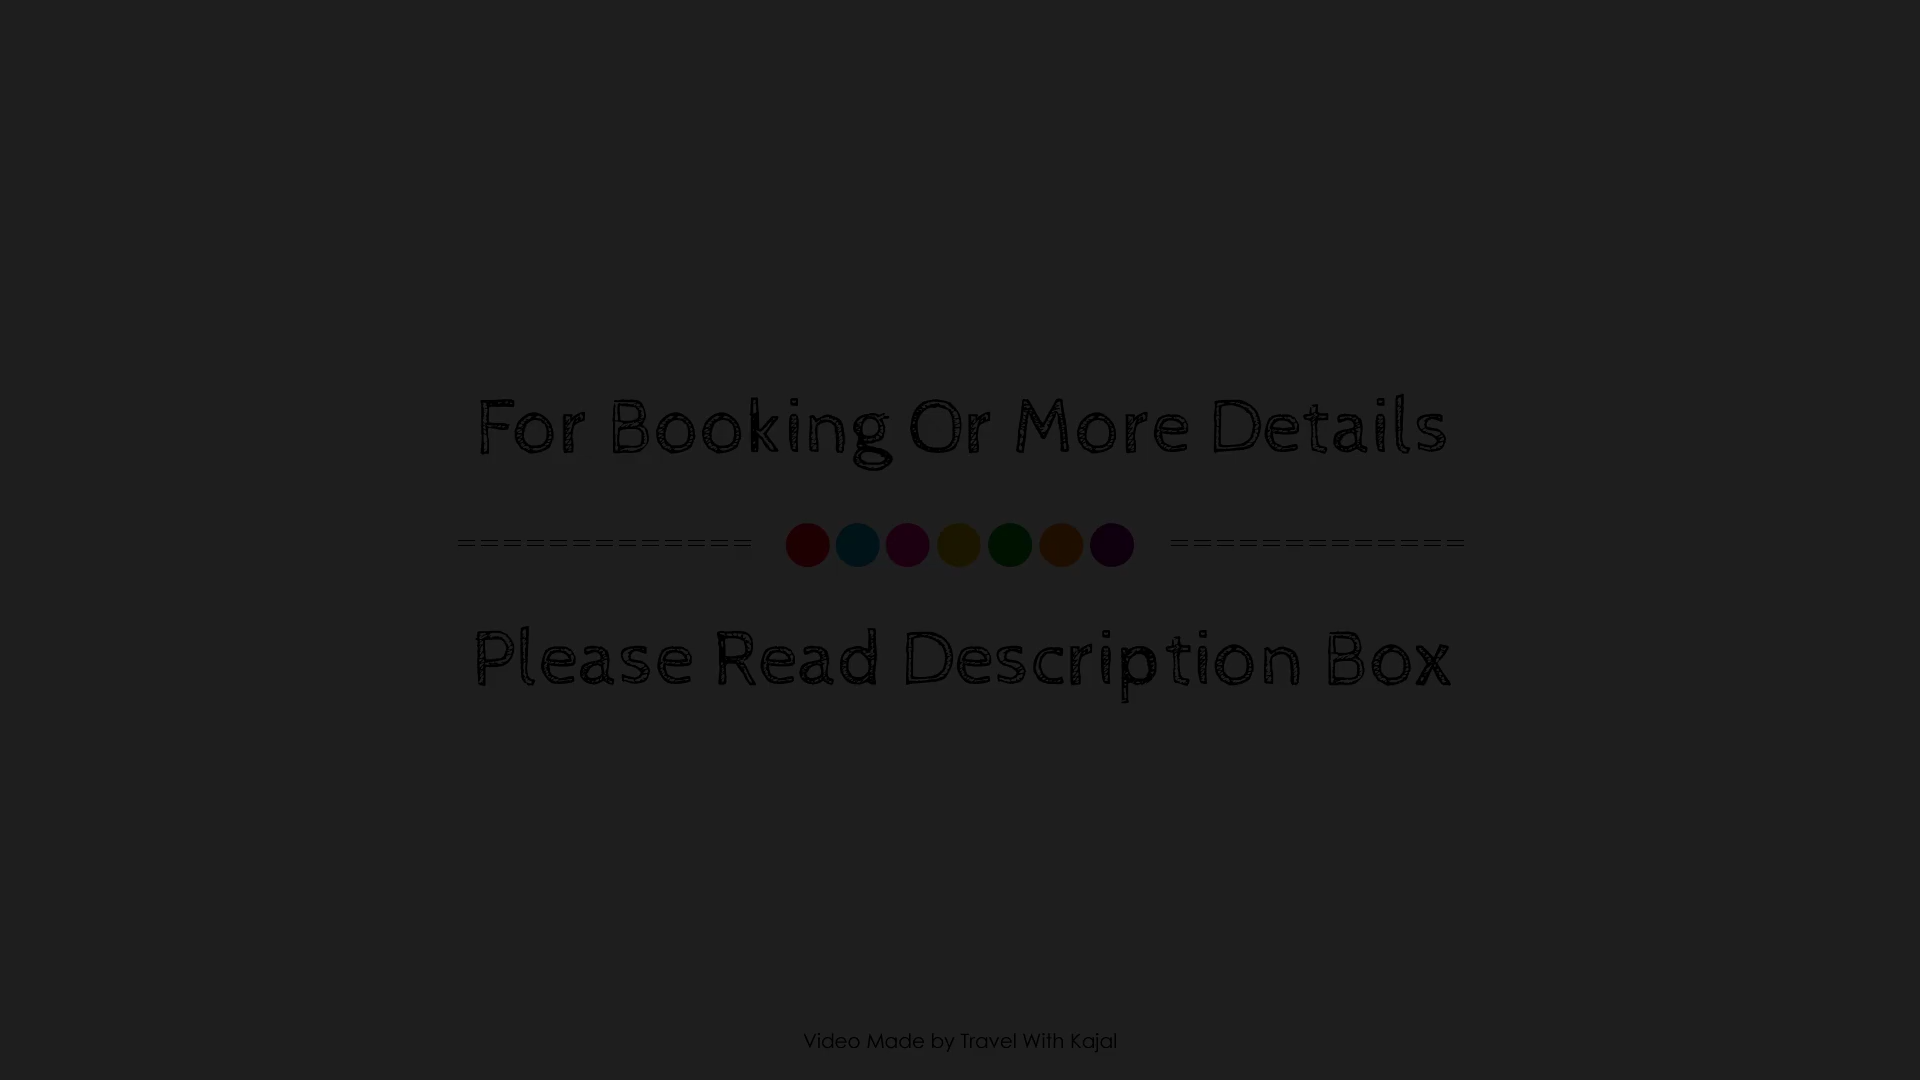 For Booking Or More Details
============= =============
Please Read Description Box
Video Made by Travel With Kajal